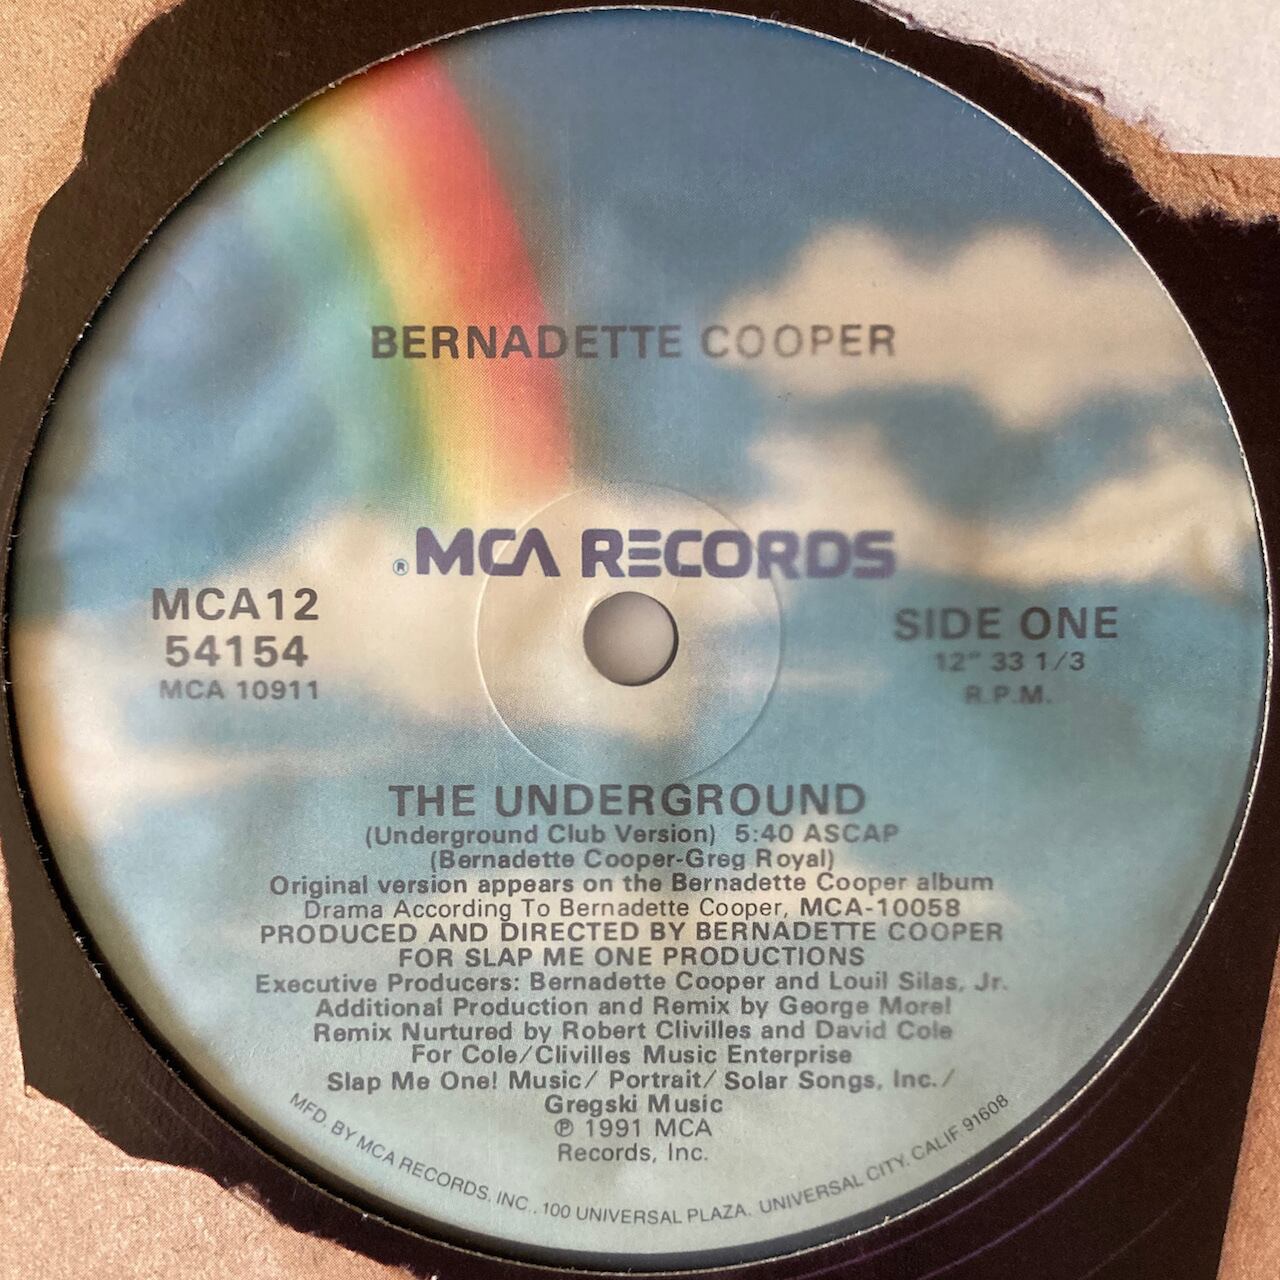 BERNADETTE COOPER
® MCA RECORDS
MCA12
54154
MCA 10911
SIDE ONE
12" 33 1/3
R.P.M.
THE UNDERGROUND
(Underground Club Version) 5:40 ASCAP
(Bernadette Cooper-Greg Royal)
Original version appears on the Bernadette Cooper album
Drama According To Bernadette Cooper, MCA-10058
PRODUCED AND DIRECTED BY BERNADETTE COOPER
FOR SLAP ME ONE PRODUCTIONS
Executive Producers: Bernadette Cooper and Louil Silas, Jr.
Additional Production and Remix by George Morel
Remix Nurtured by Robert Clivilles and David Cole
For Cole/Clivilles Music Enterprise
Slap Me One! Music/ Portrait/ Solar Songs, Inc./
Gregski Music
℗ 1991 MCA
Records, Inc.
MFD. BY MCA RECORDS, INC., 100 UNIVERSAL PLAZA, UNIVERSAL CITY, CALIF 91608